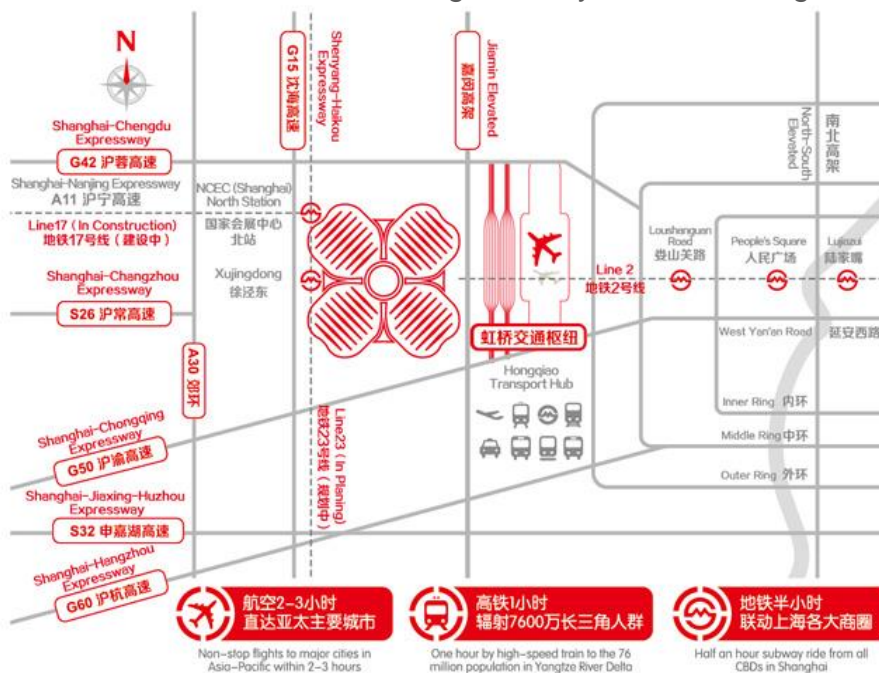 N
G15 沈海高速
Shenyang-Haikou
Expressway
嘉闵高架
Jiamin Elevated
North-South
Elevated
南北高架
Shanghai-Chengdu
Expressway
G42 沪蓉高速
Shanghai-Nanjing Expressway
A11 沪宁高速
NCEC (Shanghai)
North Station
国家会展中心
北站
Line17 (In Construction)
地铁17号线 (建设中)
Shanghai-Changzhou
Expressway
S26 沪常高速
Xujingdong
徐泾东
Line 2
地铁2号线
Loushanguan
Road
娄山关路
People's Square
人民广场
Lujiazui
陆家嘴
虹桥交通枢纽
Hongqiao
Transport Hub
West Yan'an Road
延安西路
A30 郊环
Inner Ring 内环
Middle Ring 中环
Outer Ring 外环
Line23 (In Planing)
地铁23号线 (规划中)
Shanghai-Chongqing
Expressway
G50 沪渝高速
Shanghai-Jiaxing-Huzhou
Expressway
S32 申嘉湖高速
Shanghai-Hangzhou
Expressway
G60 沪杭高速
航空2-3小时
直达亚太主要城市
Non-stop flights to major cities in
Asia-Pacific within 2-3 hours
高铁1小时
辐射7600万长三角人群
One hour by high-speed train to the 76
million population in Yangtze River Delta
地铁半小时
联动上海各大商圈
Half an hour subway ride from all
CBDs in Shanghai